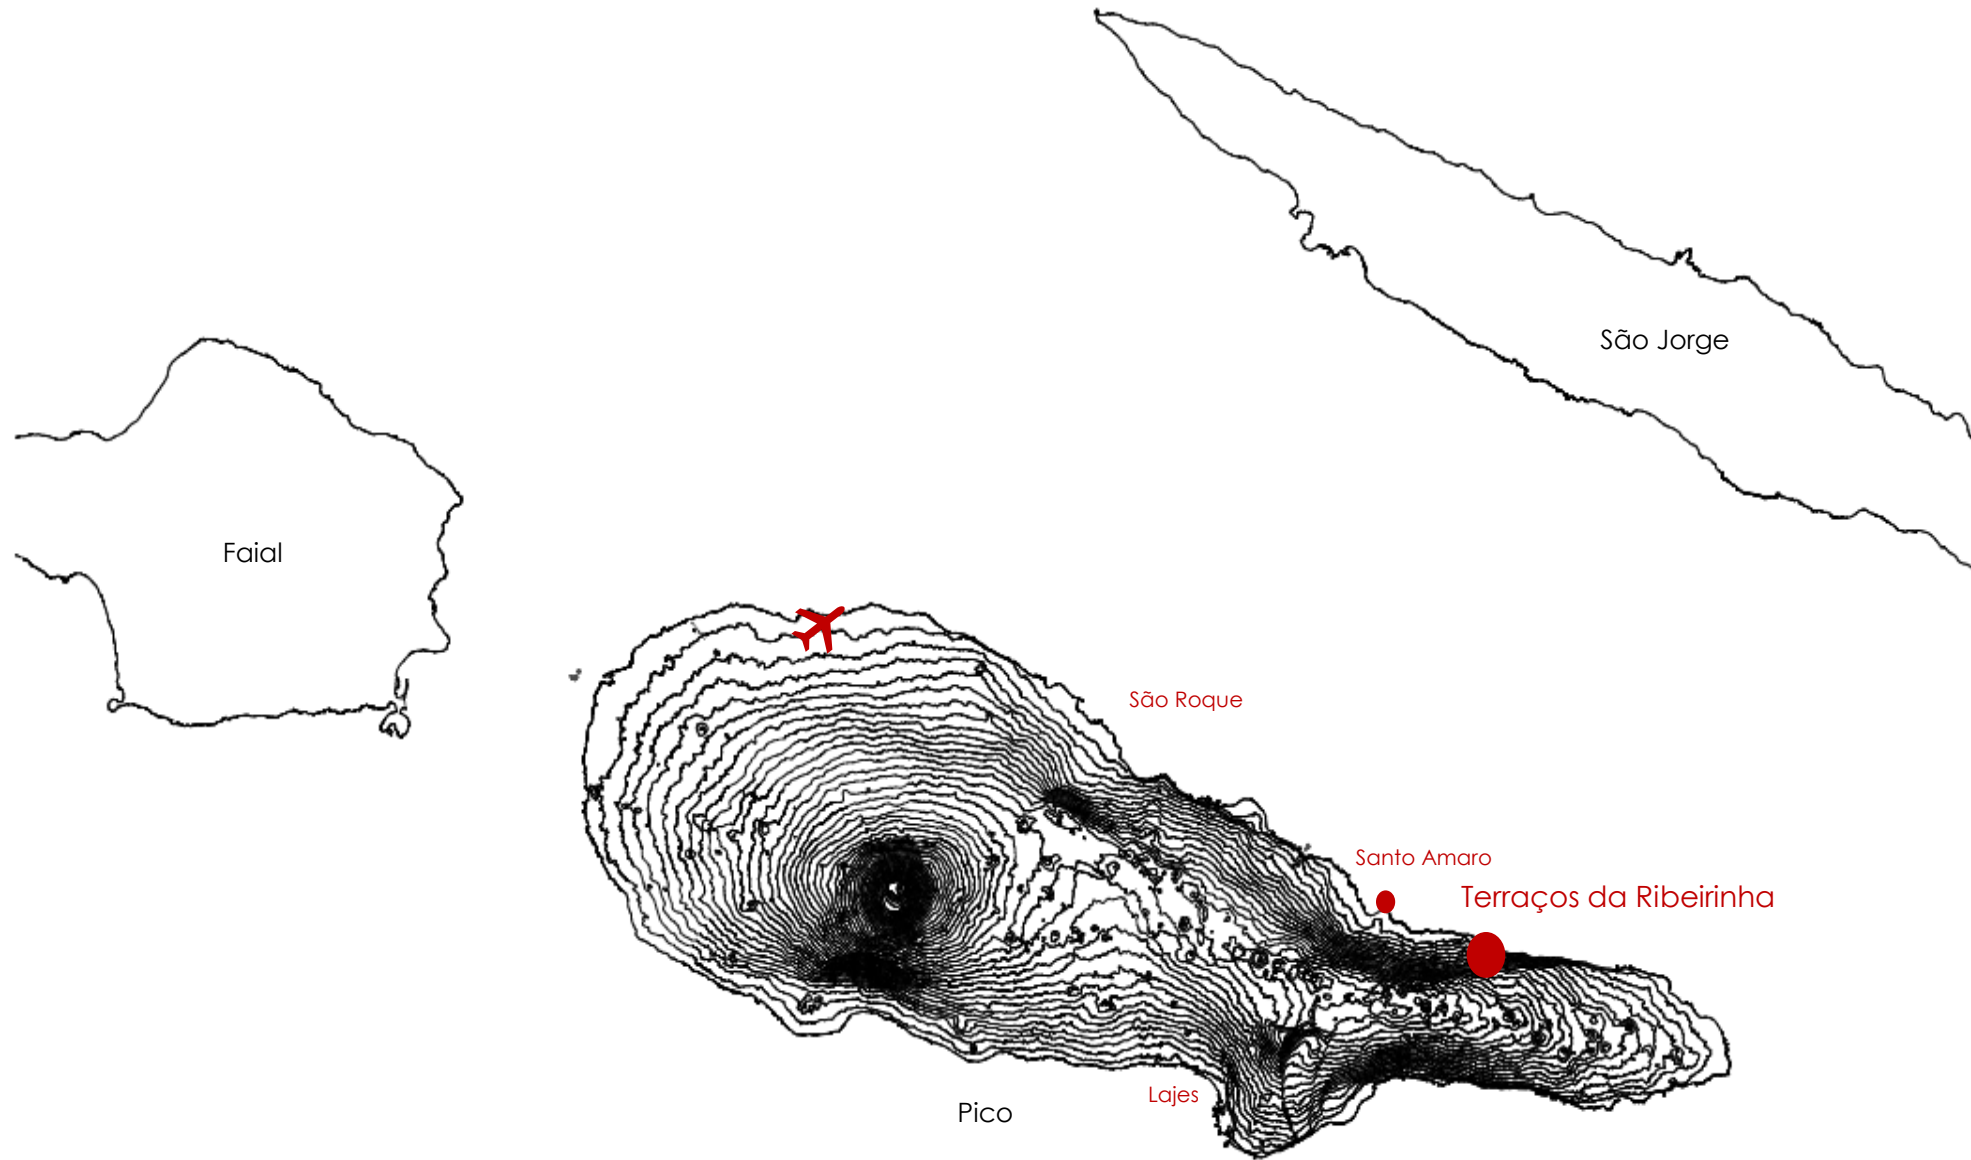 São Jorge
Faial
São Roque
Santo Amaro
Terraços da Ribeirinha
Lajes
Pico